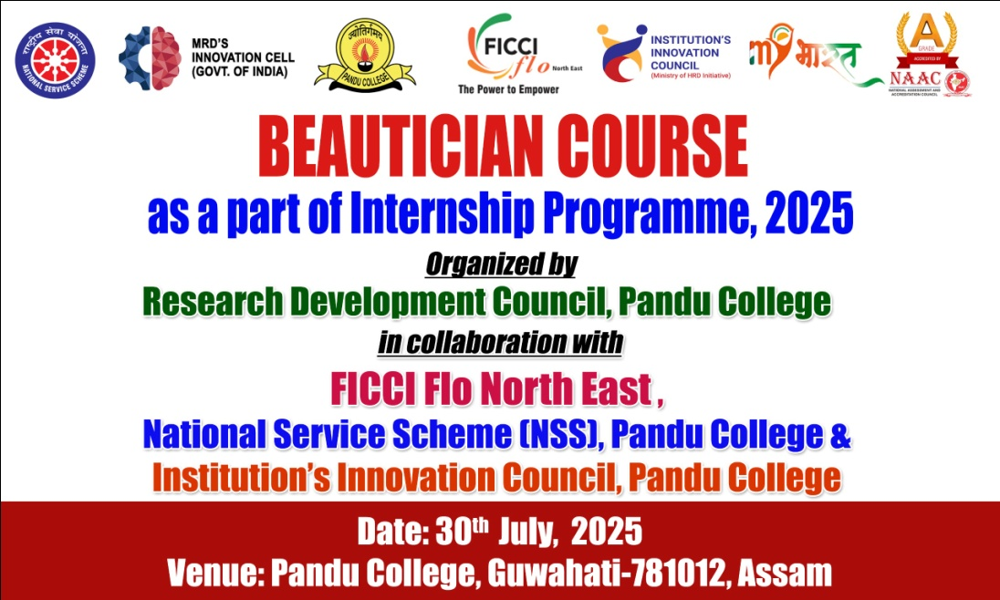 राष्ट्रीय सेवा योजना
NATIONAL SERVICE SCHEME
MRD'S
INNOVATION CELL
(GOVT. OF INDIA)
ज्योतिर्गमय
PANDU COLLEGE
FICCI
flo North East
The Power to Empower
INSTITUTION'S
INNOVATION
COUNCIL
(Ministry of HRD Initiative)
मेरा भारत
A
GRADE
ACCREDITED BY
NAAC
NATIONAL ASSESSMENT AND
ACCREDITATION COUNCIL
BEAUTICIAN COURSE
as a part of Internship Programme, 2025
Organized by
Research Development Council, Pandu College
in collaboration with
FICCI Flo North East ,
National Service Scheme (NSS), Pandu College &
Institution's Innovation Council, Pandu College
Date: 30th July, 2025
Venue: Pandu College, Guwahati-781012, Assam